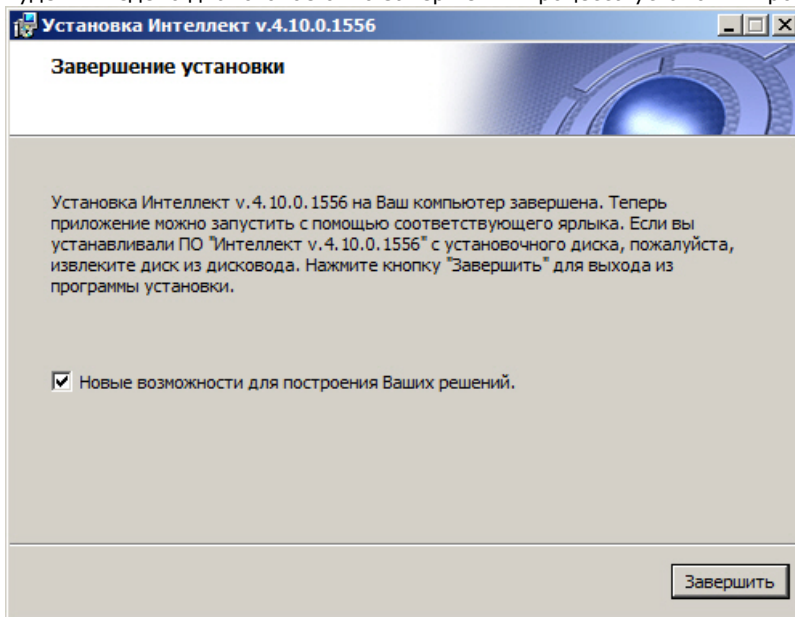 Установка Интеллект v.4.10.0.1556
Завершение установки
Установка Интеллект v.4.10.0.1556 на Ваш компьютер завершена. Теперь
приложение можно запустить с помощью соответствующего ярлыка. Если вы
устанавливали ПО "Интеллект v.4.10.0.1556" с установочного диска, пожалуйста,
извлеките диск из дисковода. Нажмите кнопку "Завершить" для выхода из
программы установки.
Новые возможности для построения Ваших решений.
Завершить